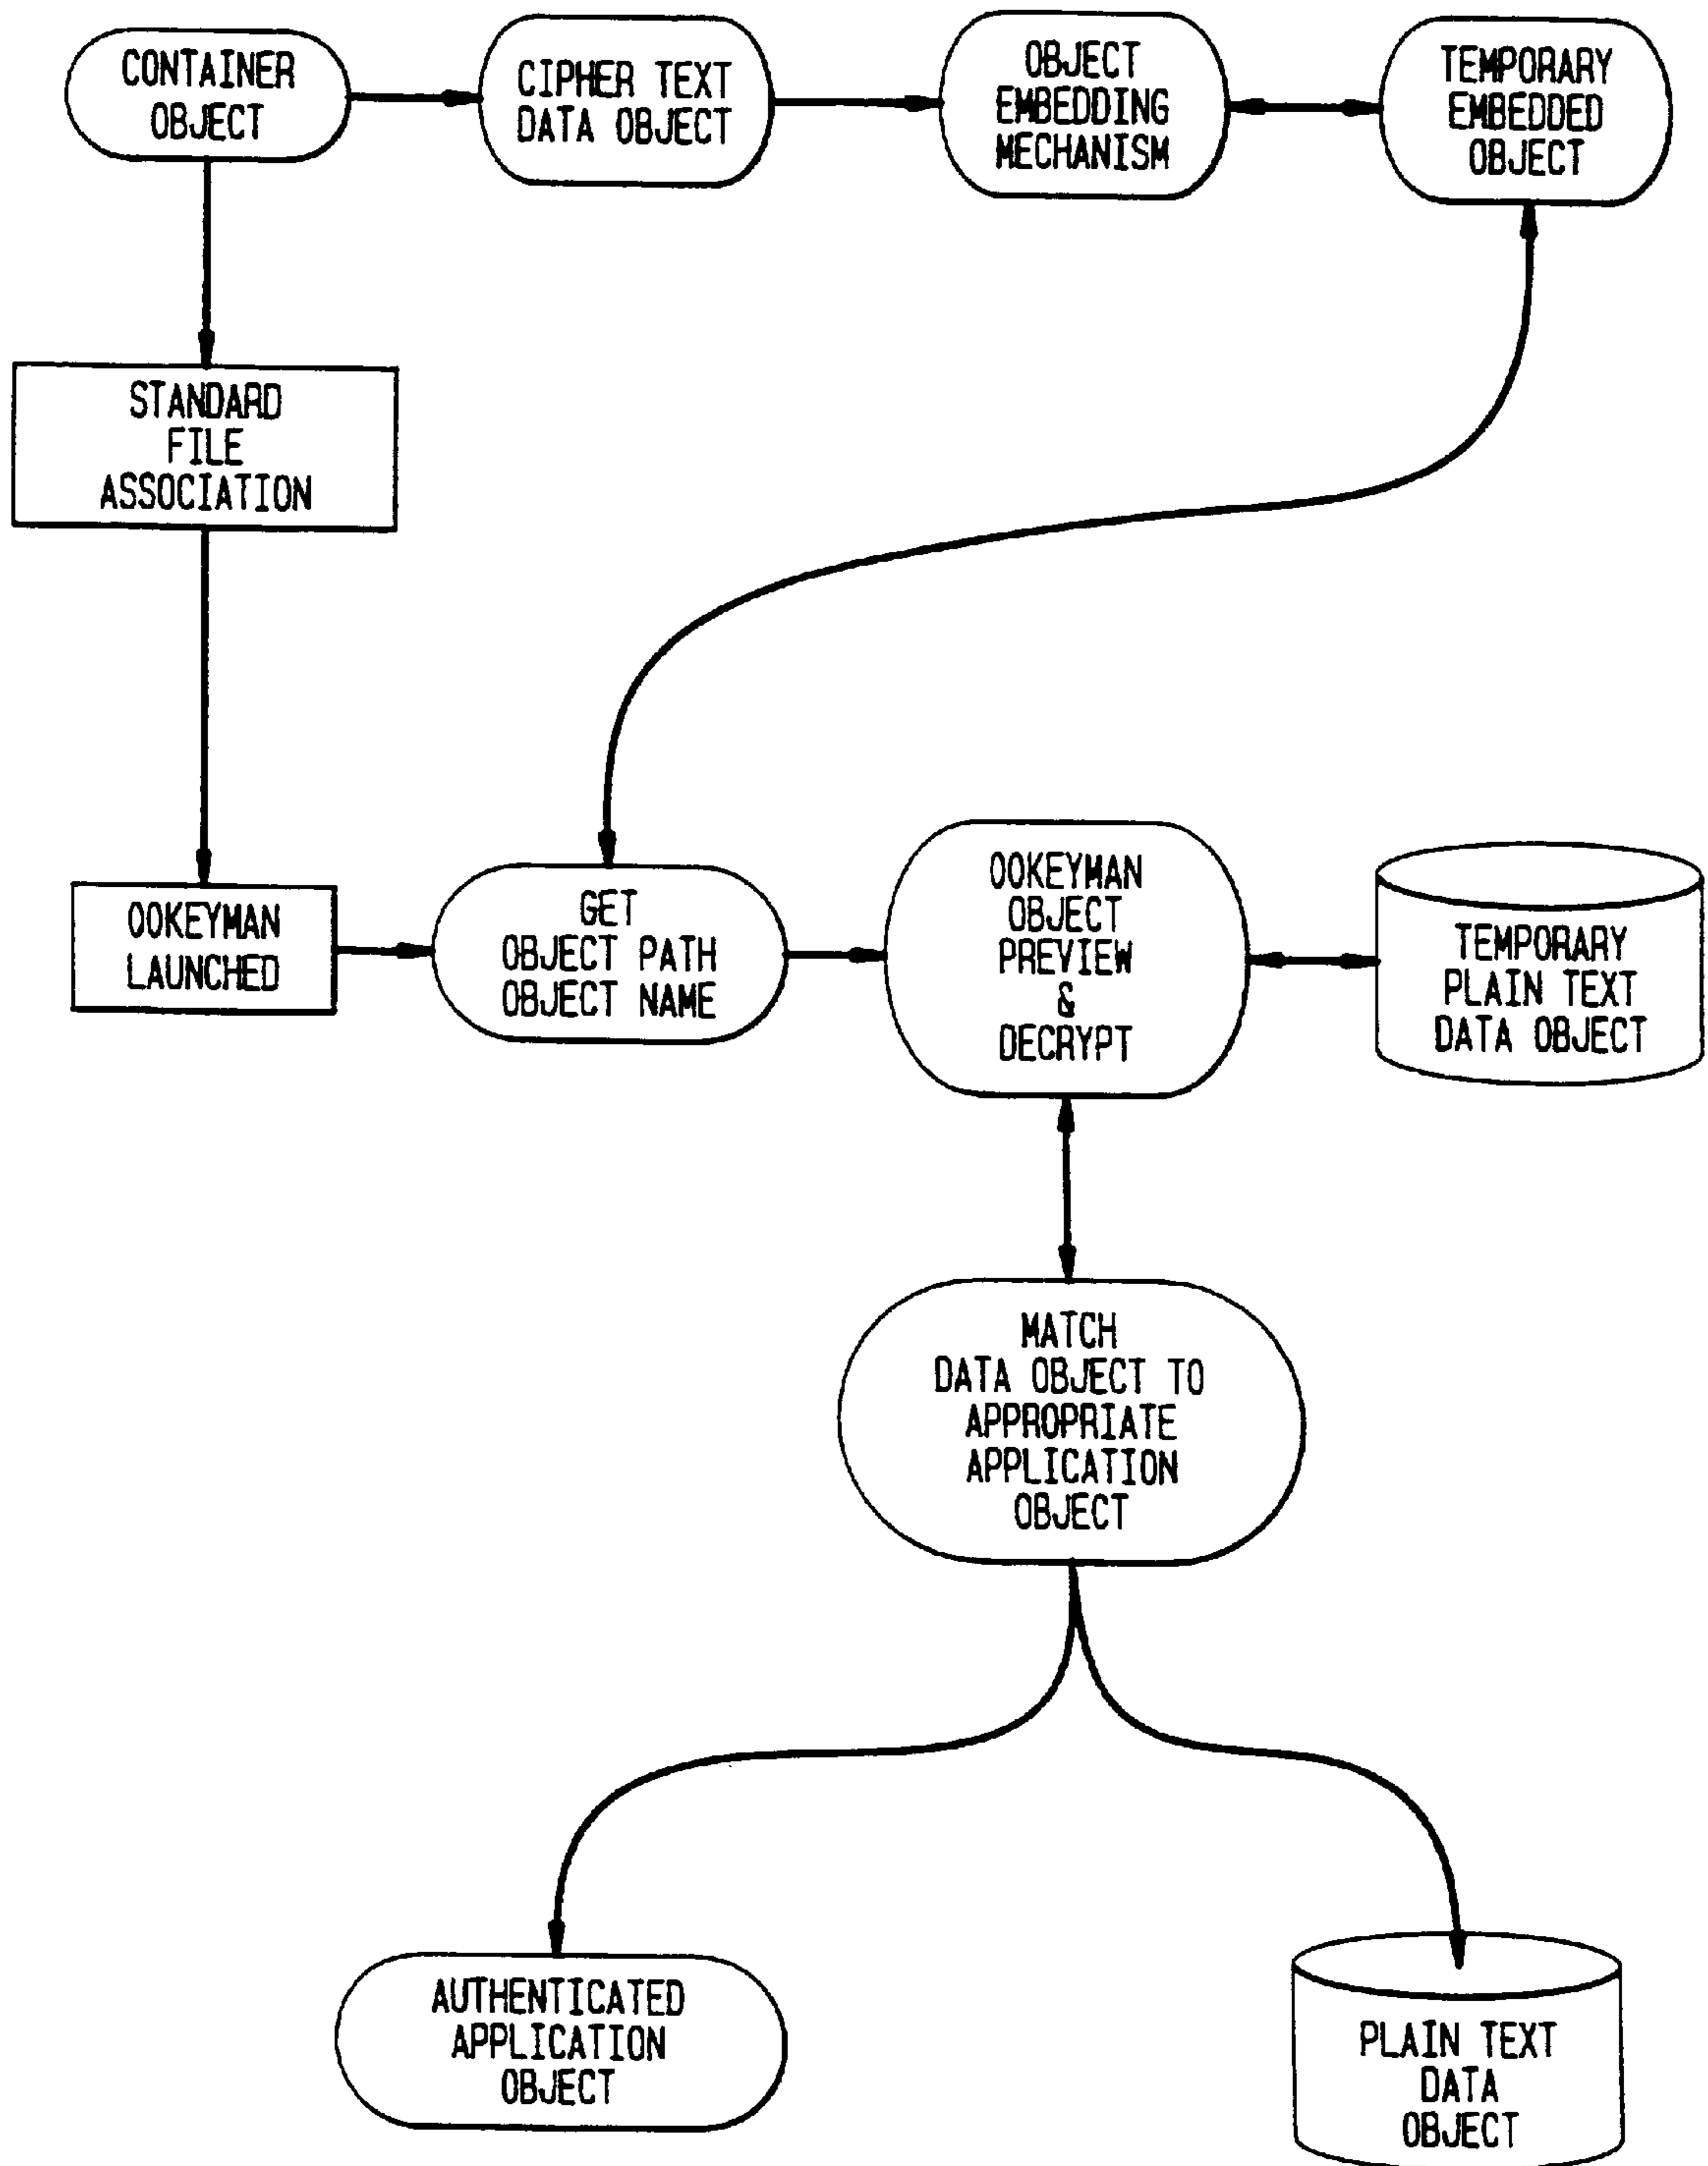 CONTAINER
OBJECT
CIPHER TEXT
DATA OBJECT
OBJECT
EMBEDDING
MECHANISM
TEMPORARY
EMBEDDED
OBJECT
STANDARD
FILE
ASSOCIATION
OOKEYMAN
LAUNCHED
GET
OBJECT PATH
OBJECT NAME
OOKEYMAN
OBJECT
PREVIEW
&
DECRYPT
TEMPORARY
PLAIN TEXT
DATA OBJECT
MATCH
DATA OBJECT TO
APPROPRIATE
APPLICATION
OBJECT
AUTHENTICATED
APPLICATION
OBJECT
PLAIN TEXT
DATA
OBJECT